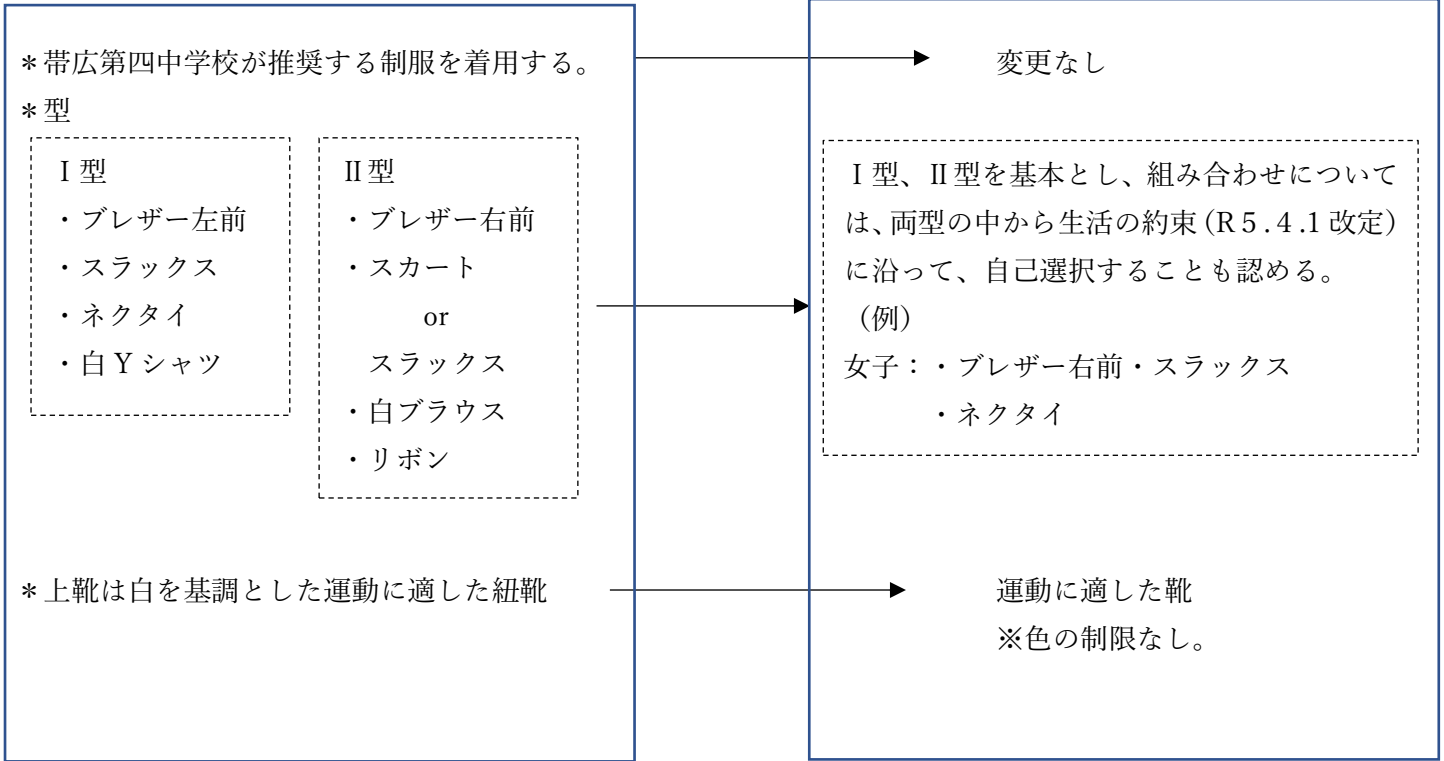 ＊帯広第四中学校が推奨する制服を着用する。
＊型
Ⅰ型
・ブレザー左前
・スラックス
・ネクタイ
・白Yシャツ
Ⅱ型
・ブレザー右前
・スカート
or
スラックス
・白ブラウス
・リボン
＊上靴は白を基調とした運動に適した紐靴
変更なし
Ⅰ型、Ⅱ型を基本とし、組み合わせについて
は、両型の中から生活の約束（R５.４.1改定）
に沿って、自己選択することも認める。
（例）
女子：・ブレザー右前・スラックス
・ネクタイ
運動に適した靴
※色の制限なし。